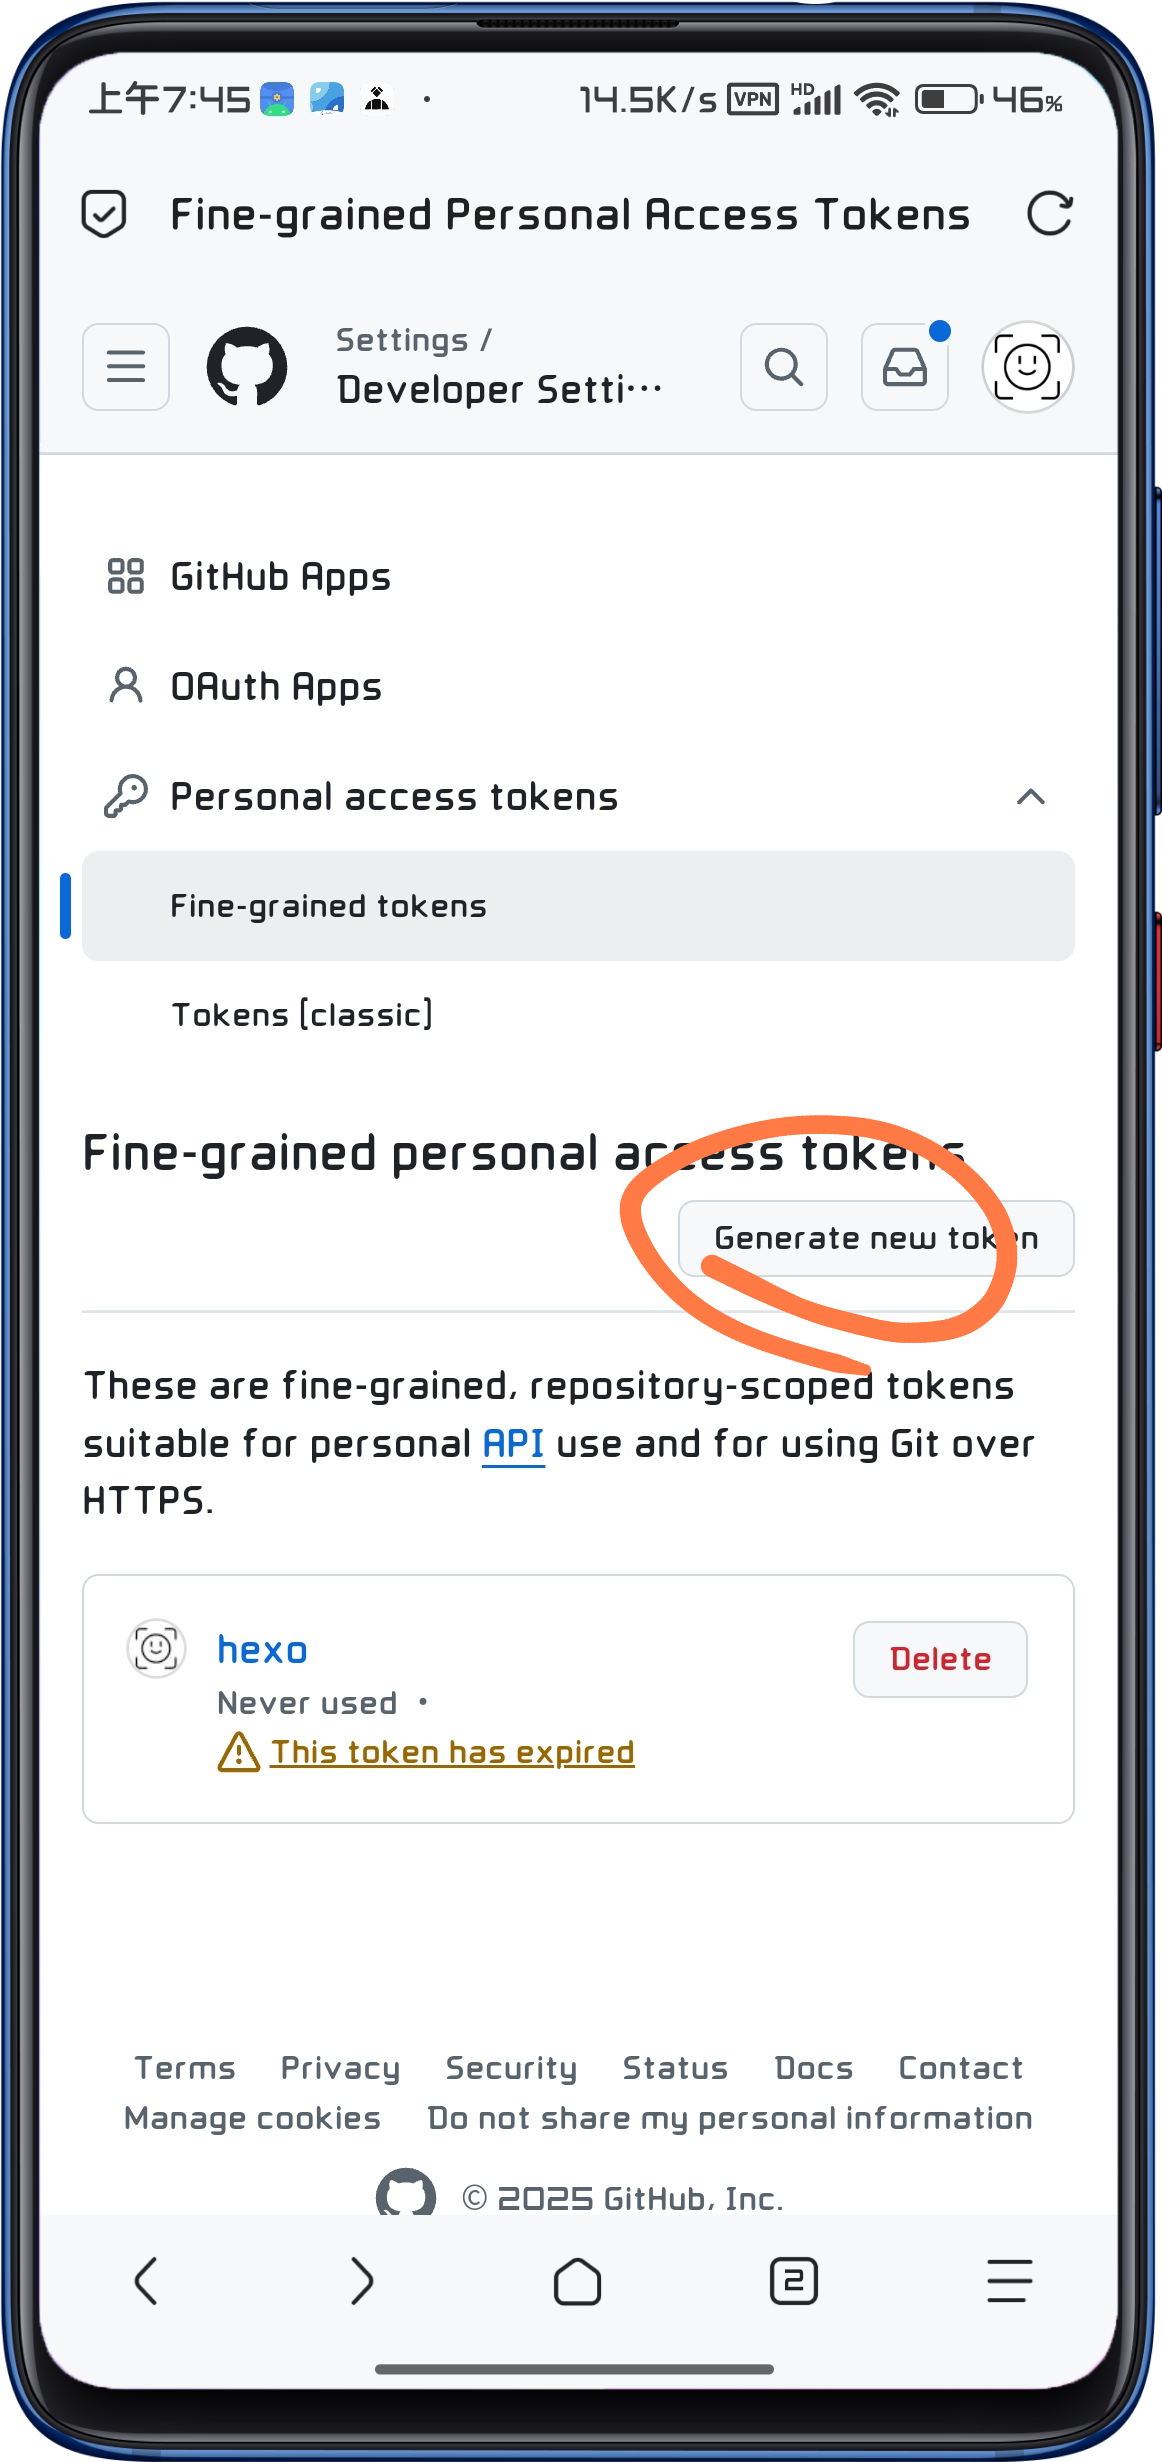 上午7:45
14.5K/s VPN HD 46%
Fine-grained Personal Access Tokens
Settings /
Developer Setti···
GitHub Apps
OAuth Apps
Personal access tokens
Fine-grained tokens
Tokens [classic]
Fine-grained personal access tokens
Generate new token
These are fine-grained, repository-scoped tokens
suitable for personal API use and for using Git over
HTTPS.
hexo
Delete
Never used •
This token has expired
Terms Privacy Security Status Docs Contact
Manage cookies Do not share my personal information
© 2025 GitHub, Inc.
2